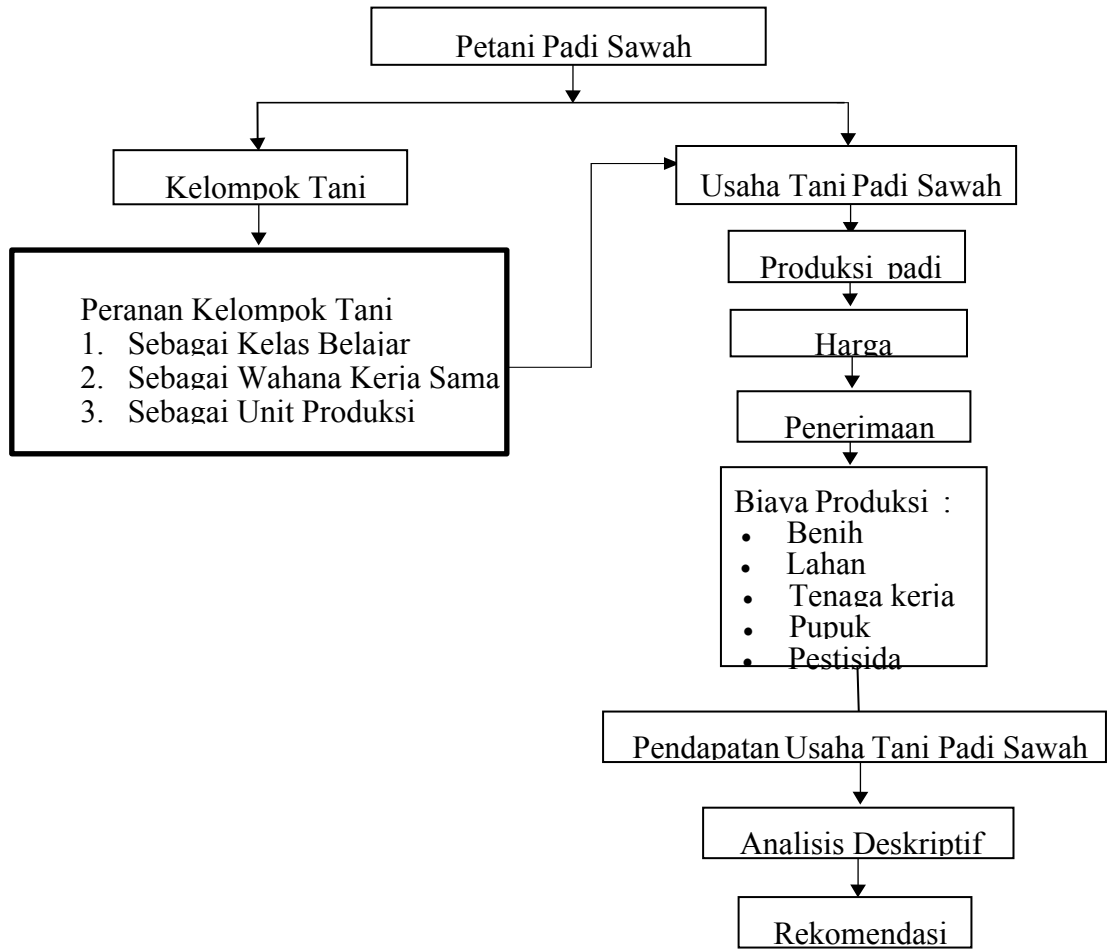 Petani Padi Sawah
Kelompok Tani
Usaha Tani Padi Sawah
Peranan Kelompok Tani
1. Sebagai Kelas Belajar
2. Sebagai Wahana Kerja Sama
3. Sebagai Unit Produksi
Produksi padi
Harga
Penerimaan
Biaya Produksi :
• Benih
• Lahan
• Tenaga kerja
• Pupuk
• Pestisida
Pendapatan Usaha Tani Padi Sawah
Analisis Deskriptif
Rekomendasi